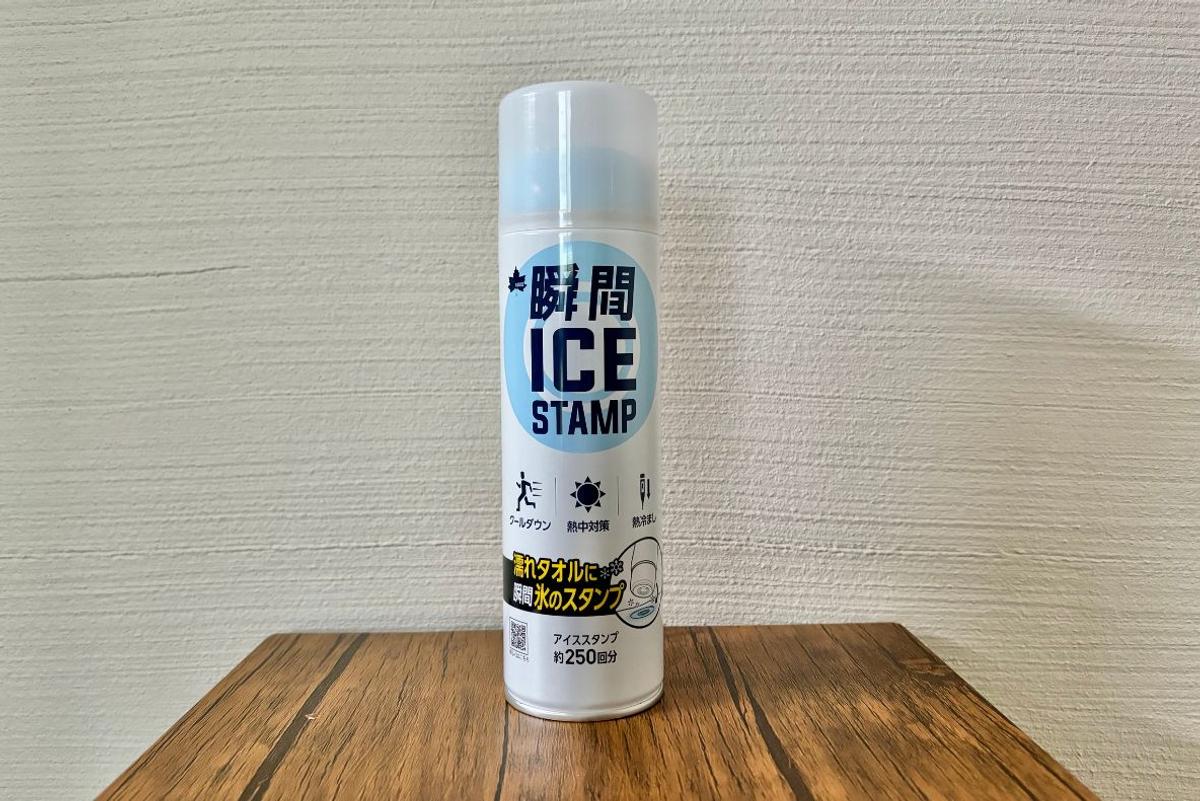 瞬間
ICE
STAMP
クールダウン
熱中対策
熱冷まし
濡れタオルに
瞬間氷のスタンプ
アイススタンプ
約250回分